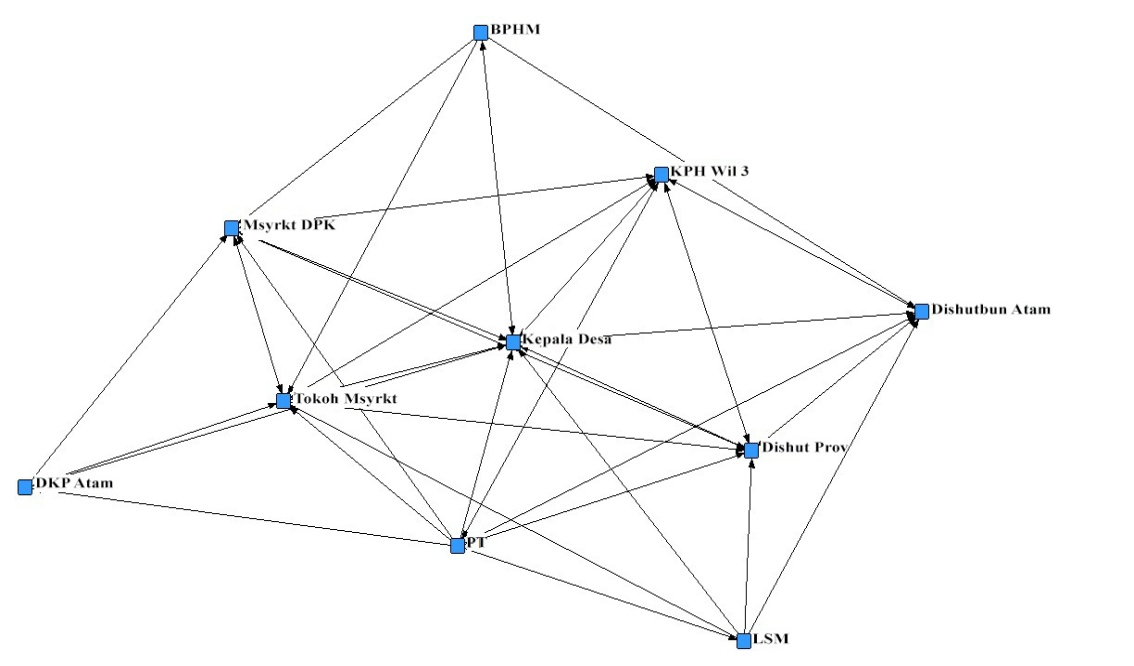 BPHM
KPH Wil 3
Msyrkt DPK
Dishutbun Atam
Kepala Desa
Tokoh Msyrkt
Dishut Prov
DKP Atam
PT
LSM